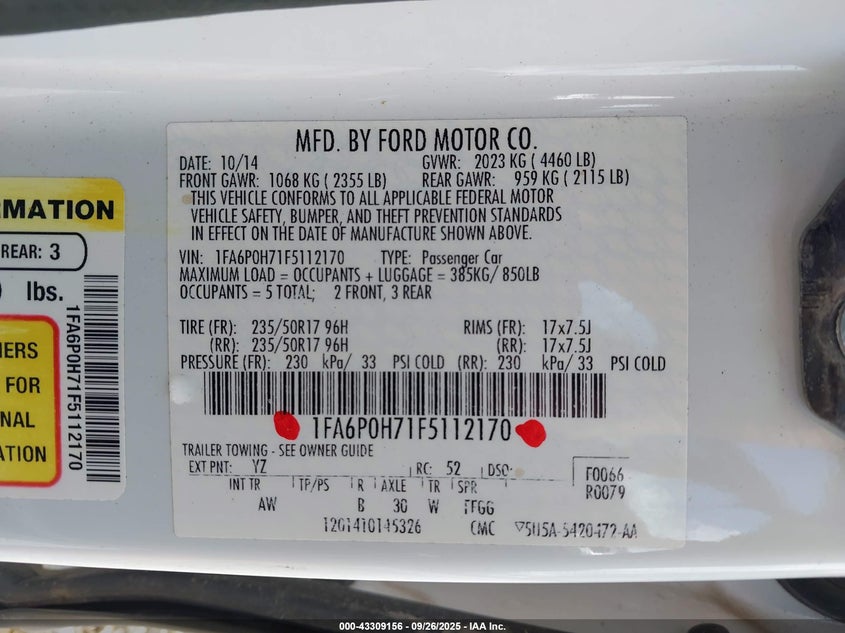 MFD. BY FORD MOTOR CO.
DATE: 10/14 GVWR: 2023 KG ( 4460 LB)
FRONT GAWR: 1068 KG ( 2355 LB) REAR GAWR: 959 KG ( 2115 LB)
THIS VEHICLE CONFORMS TO ALL APPLICABLE FEDERAL MOTOR
VEHICLE SAFETY, BUMPER, AND THEFT PREVENTION STANDARDS
IN EFFECT ON THE DATE OF MANUFACTURE SHOWN ABOVE.
VIN: 1FA6P0H71F5112170 TYPE: Passenger Car
MAXIMUM LOAD = OCCUPANTS + LUGGAGE = 385KG/ 850LB
OCCUPANTS = 5 TOTAL; 2 FRONT, 3 REAR
TIRE (FR): 235/50R17 96H RIMS (FR): 17x7.5J
(RR): 235/50R17 96H (RR): 17x7.5J
PRESSURE (FR): 230 kPa/ 33 PSI COLD (RR): 230 kPa/ 33 PSI COLD
1FA6P0H71F5112170
TRAILER TOWING - SEE OWNER GUIDE
EXT PNT: YZ RC: 52 DSO:
F0066
R0079
INT TR TP/PS R AXLE TR SPR
AW B 30 W FFGG
1201410145326 CMC
RMATION
REAR: 3
lbs.
NERS
FOR
NAL
ATION
1FA6P0H71F5112170
000-43309156 - 09/26/2025 - IAA Inc.